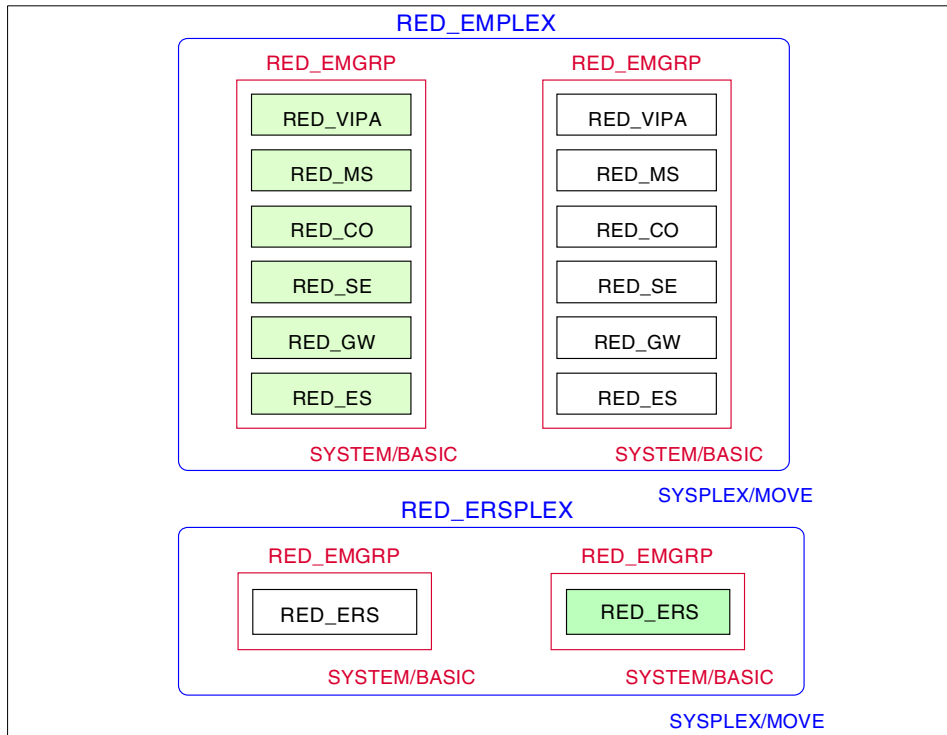 RED_EMPLEX
RED_EMGRP RED_EMGRP
RED_VIPA RED_VIPA
RED_MS RED_MS
RED_CO RED_CO
RED_SE RED_SE
RED_GW RED_GW
RED_ES RED_ES
SYSTEM/BASIC SYSTEM/BASIC
SYSPLEX/MOVE
RED_ERSPLEX
RED_EMGRP RED_EMGRP
RED_ERS RED_ERS
SYSTEM/BASIC SYSTEM/BASIC
SYSPLEX/MOVE